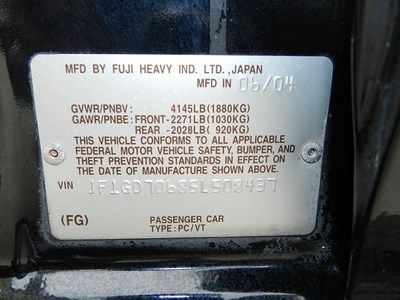 MFD BY FUJI HEAVY IND. LTD., JAPAN
MFD IN 06/04
GVWR/PNBV: 4145LB(1880KG)
GAWR/PNBE: FRONT-2271LB(1030KG)
REAR -2028LB( 920KG)
THIS VEHICLE CONFORMS TO ALL APPLICABLE
FEDERAL MOTOR VEHICLE SAFETY, BUMPER, AND
THEFT PREVENTION STANDARDS IN EFFECT ON
THE DATE OF MANUFACTURE SHOWN ABOVE.
VIN JF1GD70685L508437
(FG) PASSENGER CAR
TYPE: PC/VT